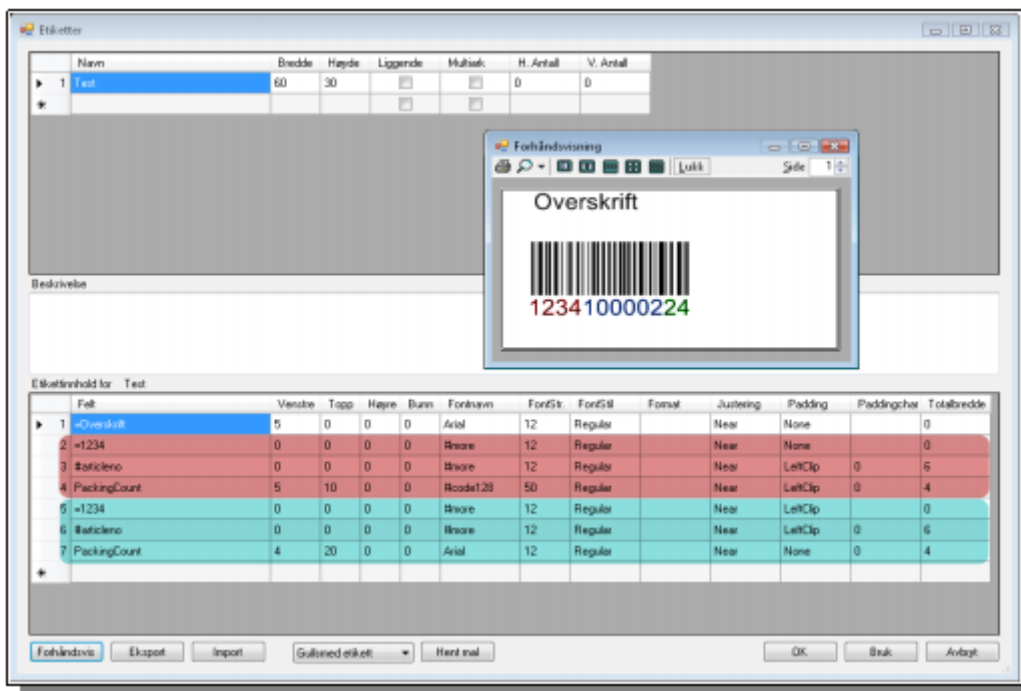 Etiketter
Navn Bredde Høyde Liggende Multiark H. Antall V. Antall
1 Test 60 30 0 0
Forhåndsvisning
Lukk Side 1
Overskrift
12341000022​4
Beskrivelse
Etikettinnhold for Test
Felt Venstre Topp Høyre Bunn Fontnavn FontStr. FontStil Format Justering Padding Paddingchar Totalbredde
1 =Overskrift 5 0 0 0 Arial 12 Regular Near None 0
2 =1234 0 0 0 0 #more 12 Regular Near None 0
3 #articleno 0 0 0 0 #more 12 Regular Near LeftClip 0 6
4 PackingCount 5 10 0 0 #code128 50 Regular Near LeftClip 0 4
5 =1234 0 0 0 0 #more 12 Regular Near LeftClip 0
6 #articleno 0 0 0 0 #more 12 Regular Near LeftClip 0 6
7 PackingCount 4 20 0 0 Arial 12 Regular Near None 0 4
Forhåndsvis Eksport Import Gullsmed etikett Hent mal OK Bruk Avbryt